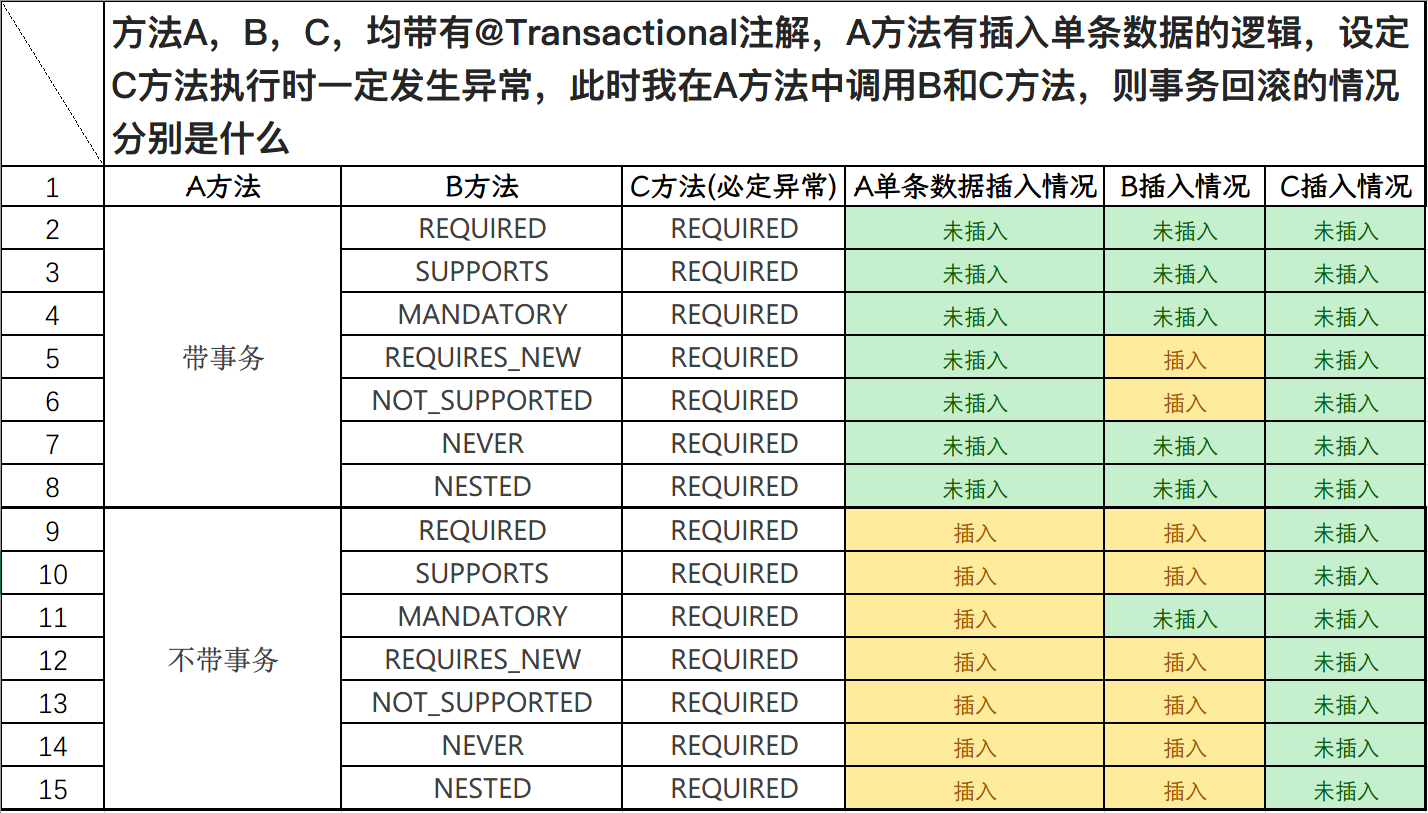 方法A，B，C，均带有@Transactional注解，A方法有插入单条数据的逻辑，设定
C方法执行时一定发生异常，此时我在A方法中调用B和C方法，则事务回滚的情况
分别是什么
1 A方法 B方法 C方法(必定异常) A单条数据插入情况 B插入情况 C插入情况
2 REQUIRED REQUIRED 未插入 未插入 未插入
3 SUPPORTS REQUIRED 未插入 未插入 未插入
4 MANDATORY REQUIRED 未插入 未插入 未插入
5 带事务 REQUIRES_NEW REQUIRED 未插入 插入 未插入
6 NOT_SUPPORTED REQUIRED 未插入 插入 未插入
7 NEVER REQUIRED 未插入 未插入 未插入
8 NESTED REQUIRED 未插入 未插入 未插入
9 REQUIRED REQUIRED 插入 插入 未插入
10 SUPPORTS REQUIRED 插入 插入 未插入
11 MANDATORY REQUIRED 插入 未插入 未插入
12 不带事务 REQUIRES_NEW REQUIRED 插入 插入 未插入
13 NOT_SUPPORTED REQUIRED 插入 插入 未插入
14 NEVER REQUIRED 插入 插入 未插入
15 NESTED REQUIRED 插入 插入 未插入